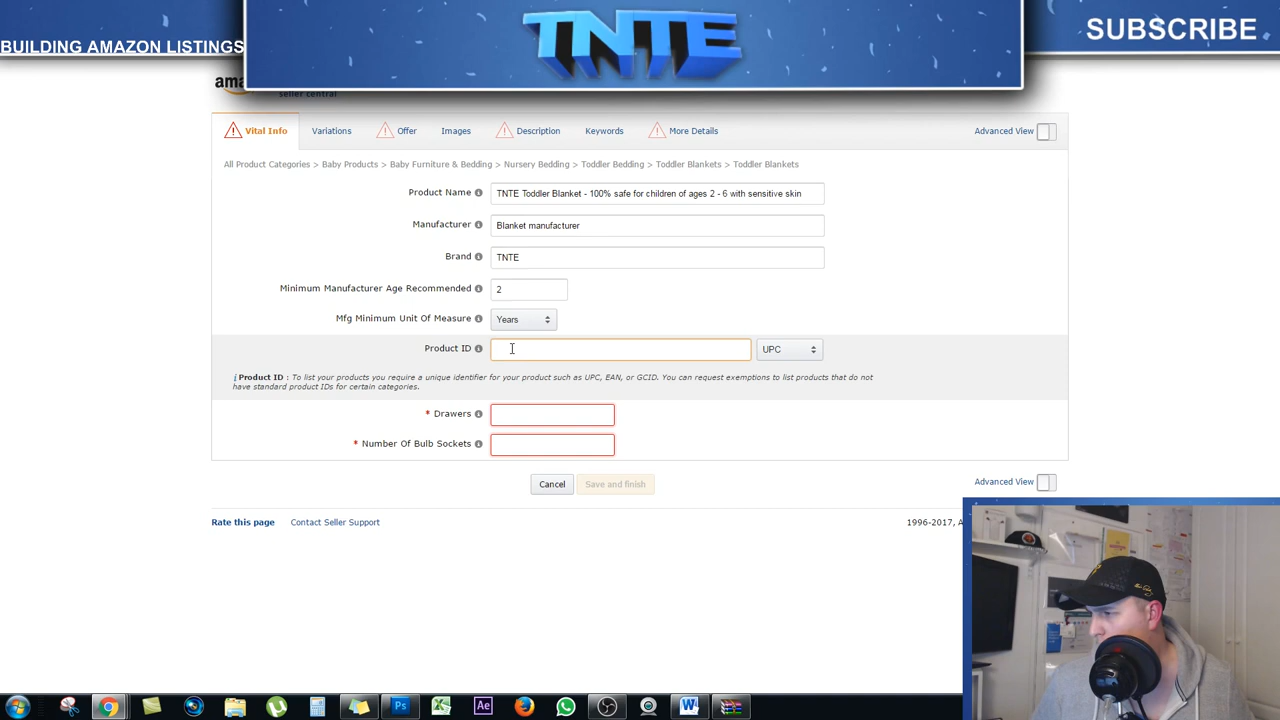 BUILDING AMAZON LISTINGS
TNTE
SUBSCRIBE
seller central
Vital Info
Variations
Offer
Images
Description
Keywords
More Details
Advanced View
All Product Categories > Baby Products > Baby Furniture & Bedding > Nursery Bedding > Toddler Bedding > Toddler Blankets > Toddler Blankets
Product Name
TNTE Toddler Blanket - 100% safe for children of ages 2 - 6 with sensitive skin
Manufacturer
Blanket manufacturer
Brand
TNTE
Minimum Manufacturer Age Recommended
2
Mfg Minimum Unit Of Measure
Years
Product ID
UPC
Product ID : To list your products you require a unique identifier for your product such as UPC, EAN, or GCID. You can request exemptions to list products that do not
have standard product IDs for certain categories.
* Drawers
* Number Of Bulb Sockets
Cancel
Save and finish
Advanced View
Rate this page
Contact Seller Support
1996-2017, A